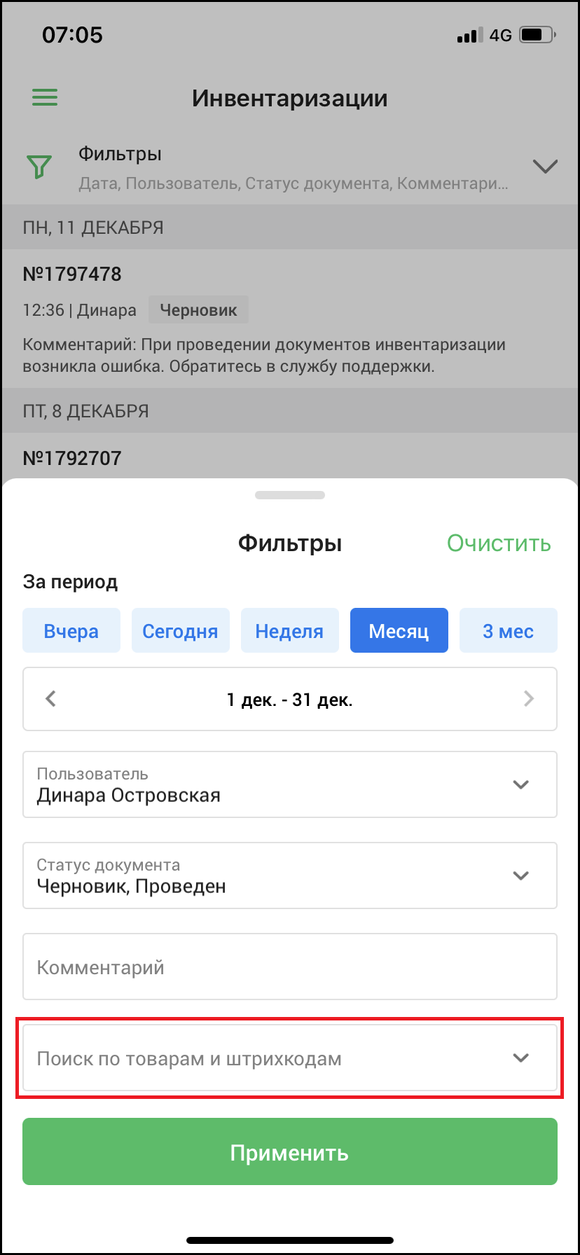 07:05
4G
Инвентаризации
Фильтры
Дата, Пользователь, Статус документа, Комментари...
ПН, 11 ДЕКАБРЯ
№1797478
12:36 | Динара Черновик
Комментарий: При проведении документов инвентаризации
возникла ошибка. Обратитесь в службу поддержки.
ПТ, 8 ДЕКАБРЯ
№1792707
Фильтры
Очистить
За период
Вчера Сегодня Неделя Месяц 3 мес
1 дек. - 31 дек.
Пользователь
Динара Островская
Статус документа
Черновик, Проведен
Комментарий
Поиск по товарам и штрихкодам
Применить